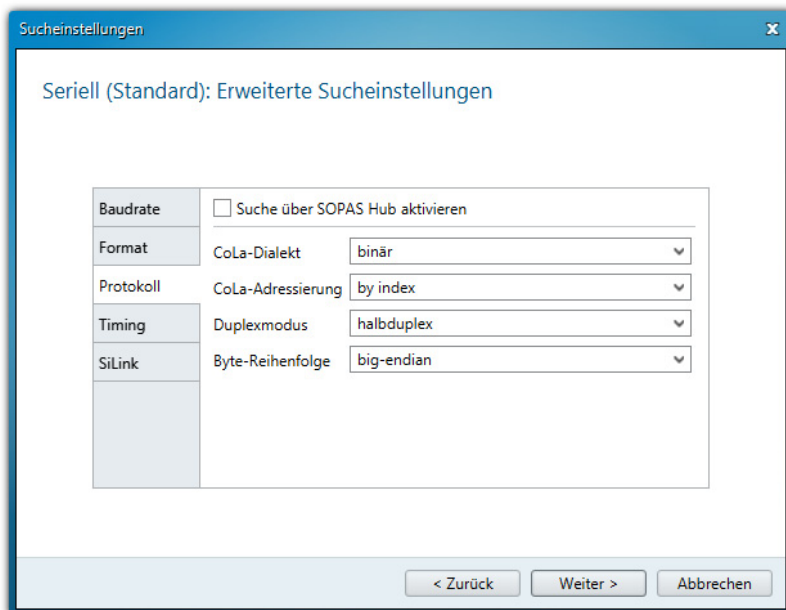 Sucheinstellungen
Seriell (Standard): Erweiterte Sucheinstellungen
Baudrate
Format
Protokoll
Timing
SiLink
Suche über SOPAS Hub aktivieren
CoLa-Dialekt binär
CoLa-Adressierung by index
Duplexmodus halbduplex
Byte-Reihenfolge big-endian
< Zurück Weiter > Abbrechen